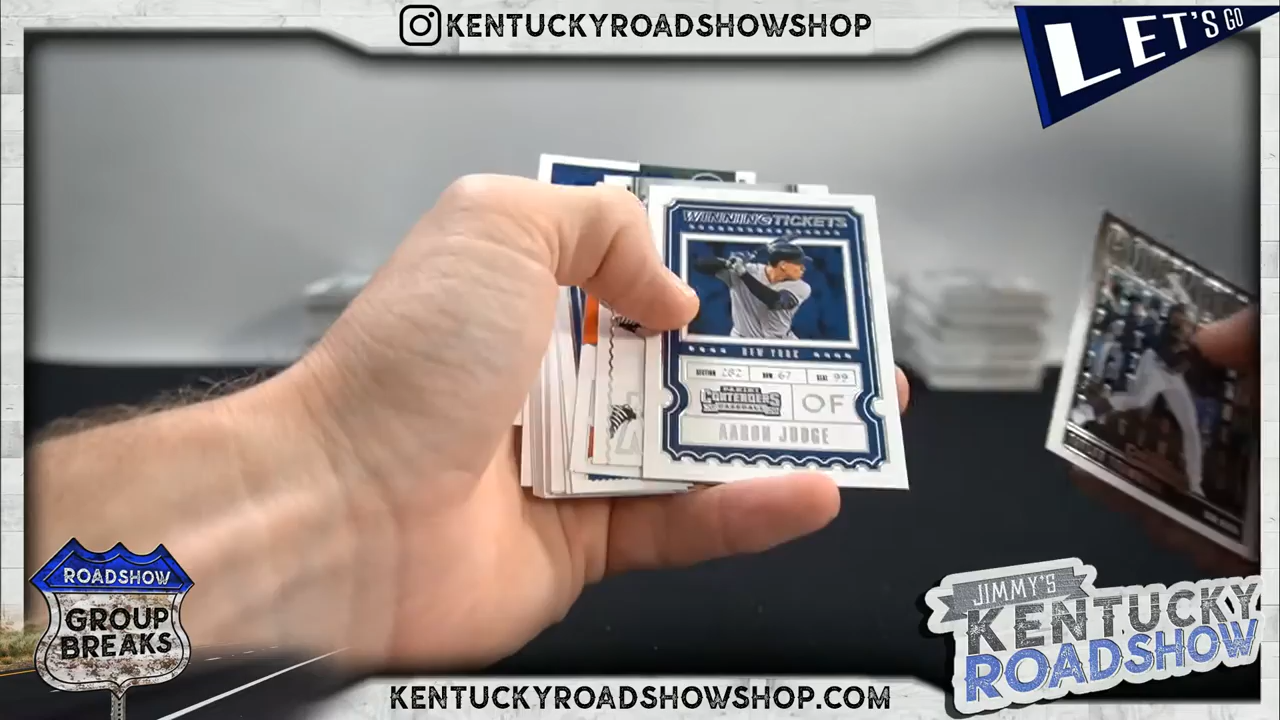 KENTUCKYROADSHOWSHOP
LET'S GO
WINNING TICKETS
NEW YORK
SECTION 282 ROW 67 SEAT 99
PANINI
CONTENDERS
BASEBALL
OF
AARON JUDGE
ROADSHOW
GROUP
BREAKS
JIMMY'S
KENTUCKY
ROADSHOW
KENTUCKYROADSHOWSHOP.COM